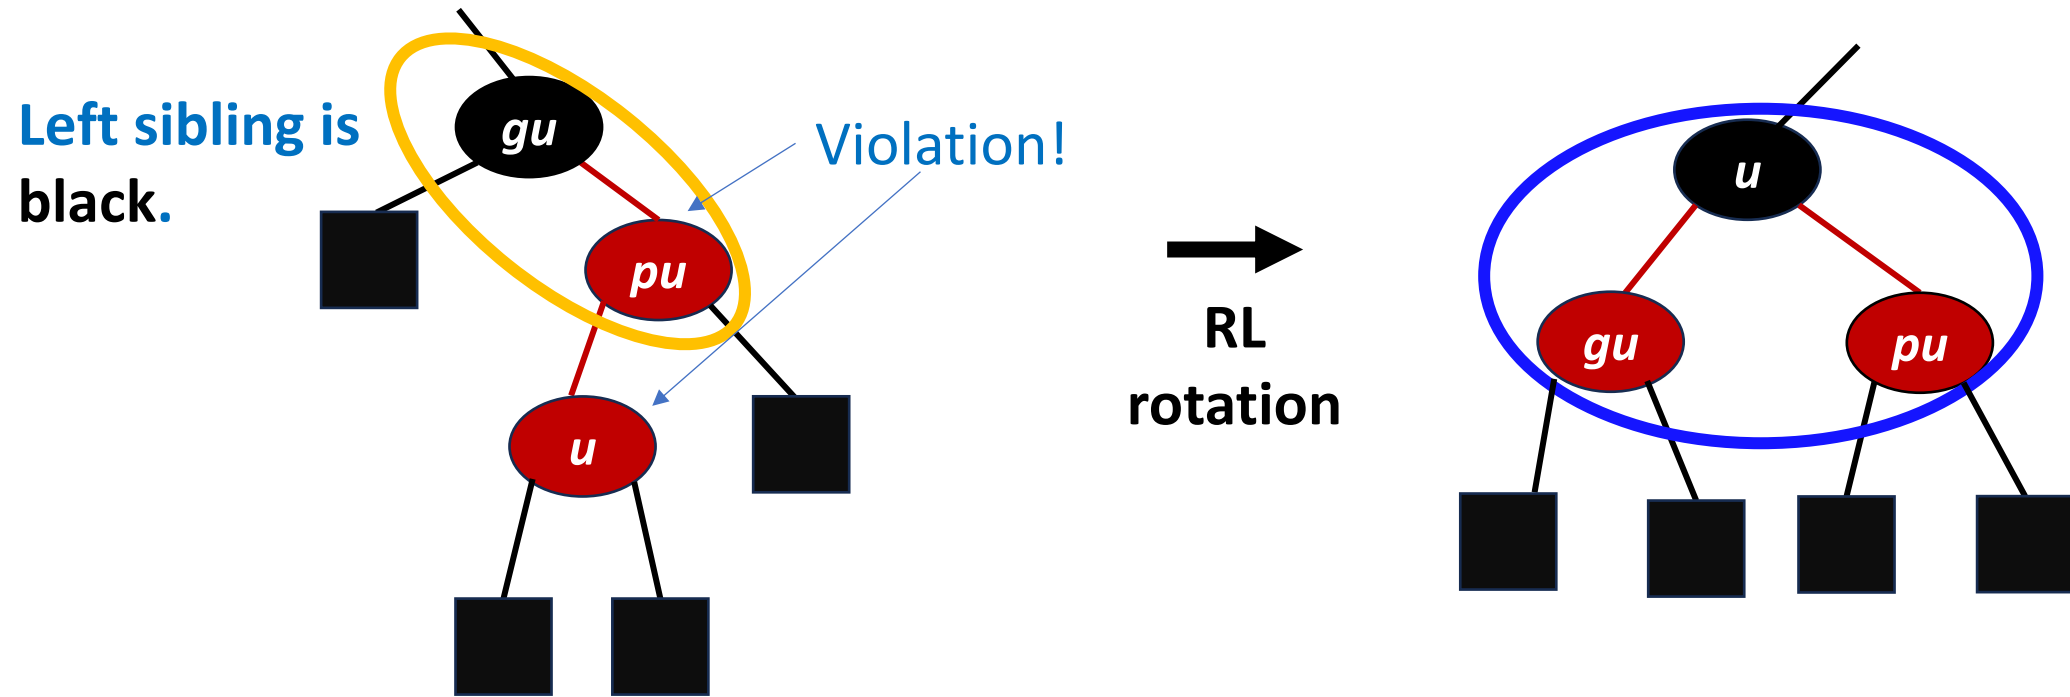 Left sibling is
black.
gu
Violation!
pu
u
RL
rotation
u
gu
pu